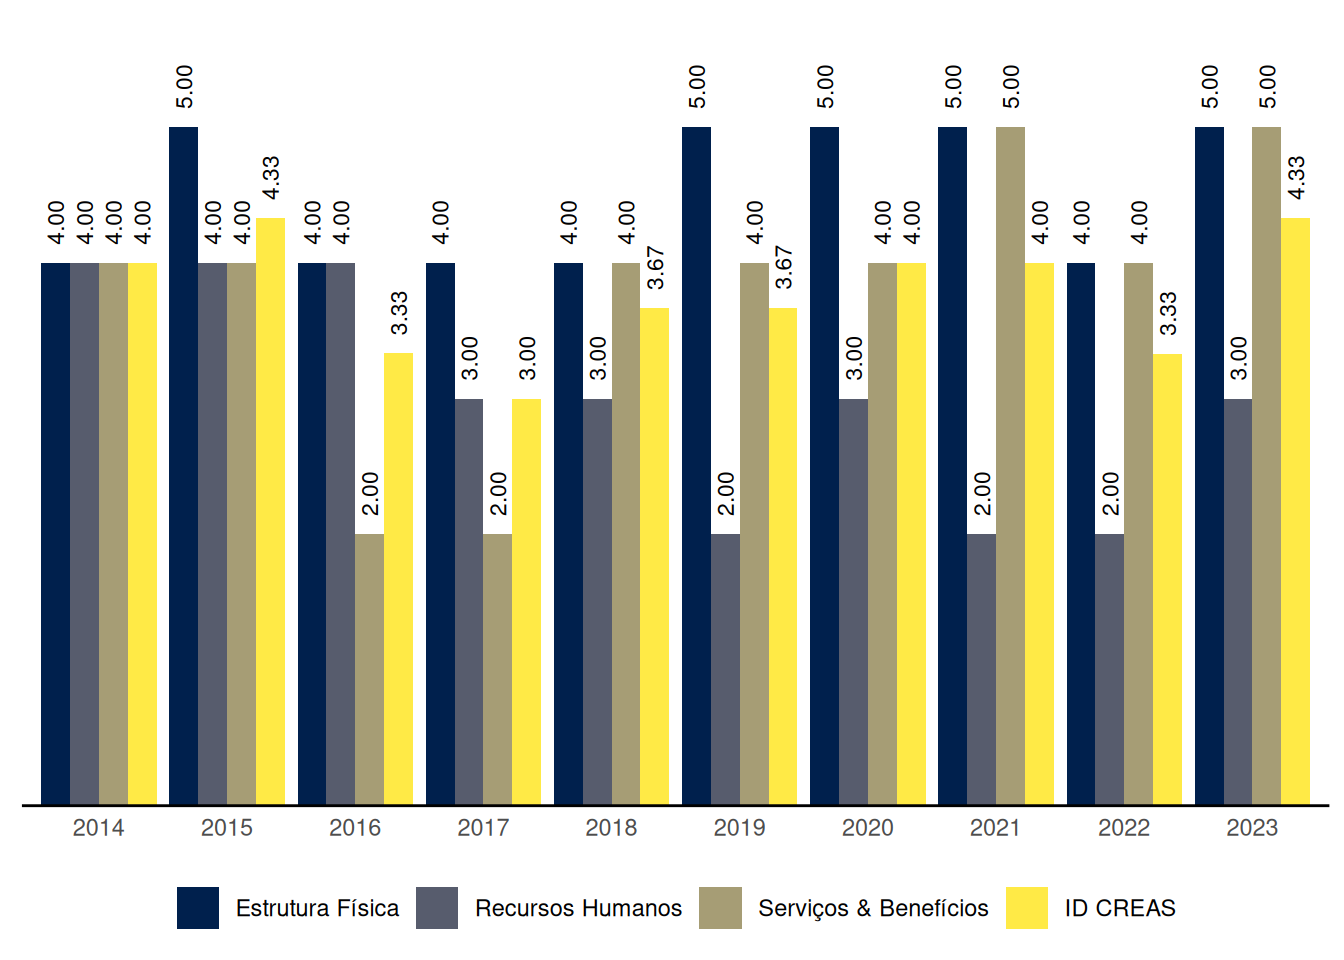 5.00 5.00 5.00 5.00 5.00 5.00 5.00
4.33 4.33
4.00 4.00 4.00 4.00 4.00 4.00 4.00 4.00 4.00 4.00 4.00 4.00 4.00 4.00 4.00 4.00 4.00
3.67 3.67
3.33 3.33
3.00 3.00 3.00 3.00 3.00
2.00 2.00 2.00 2.00 2.00
2014 2015 2016 2017 2018 2019 2020 2021 2022 2023
Estrutura Física Recursos Humanos Serviços & Benefícios ID CREAS